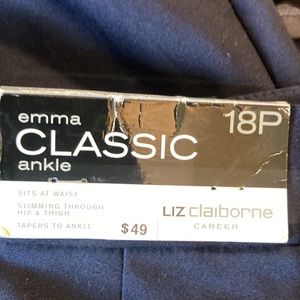 emma
CLASSIC
ankle
18P
SITS AT WAIST
SLIMMING THROUGH
HIP & THIGH
TAPERS TO ANKLE
$49
LIZ claiborne
CAREER